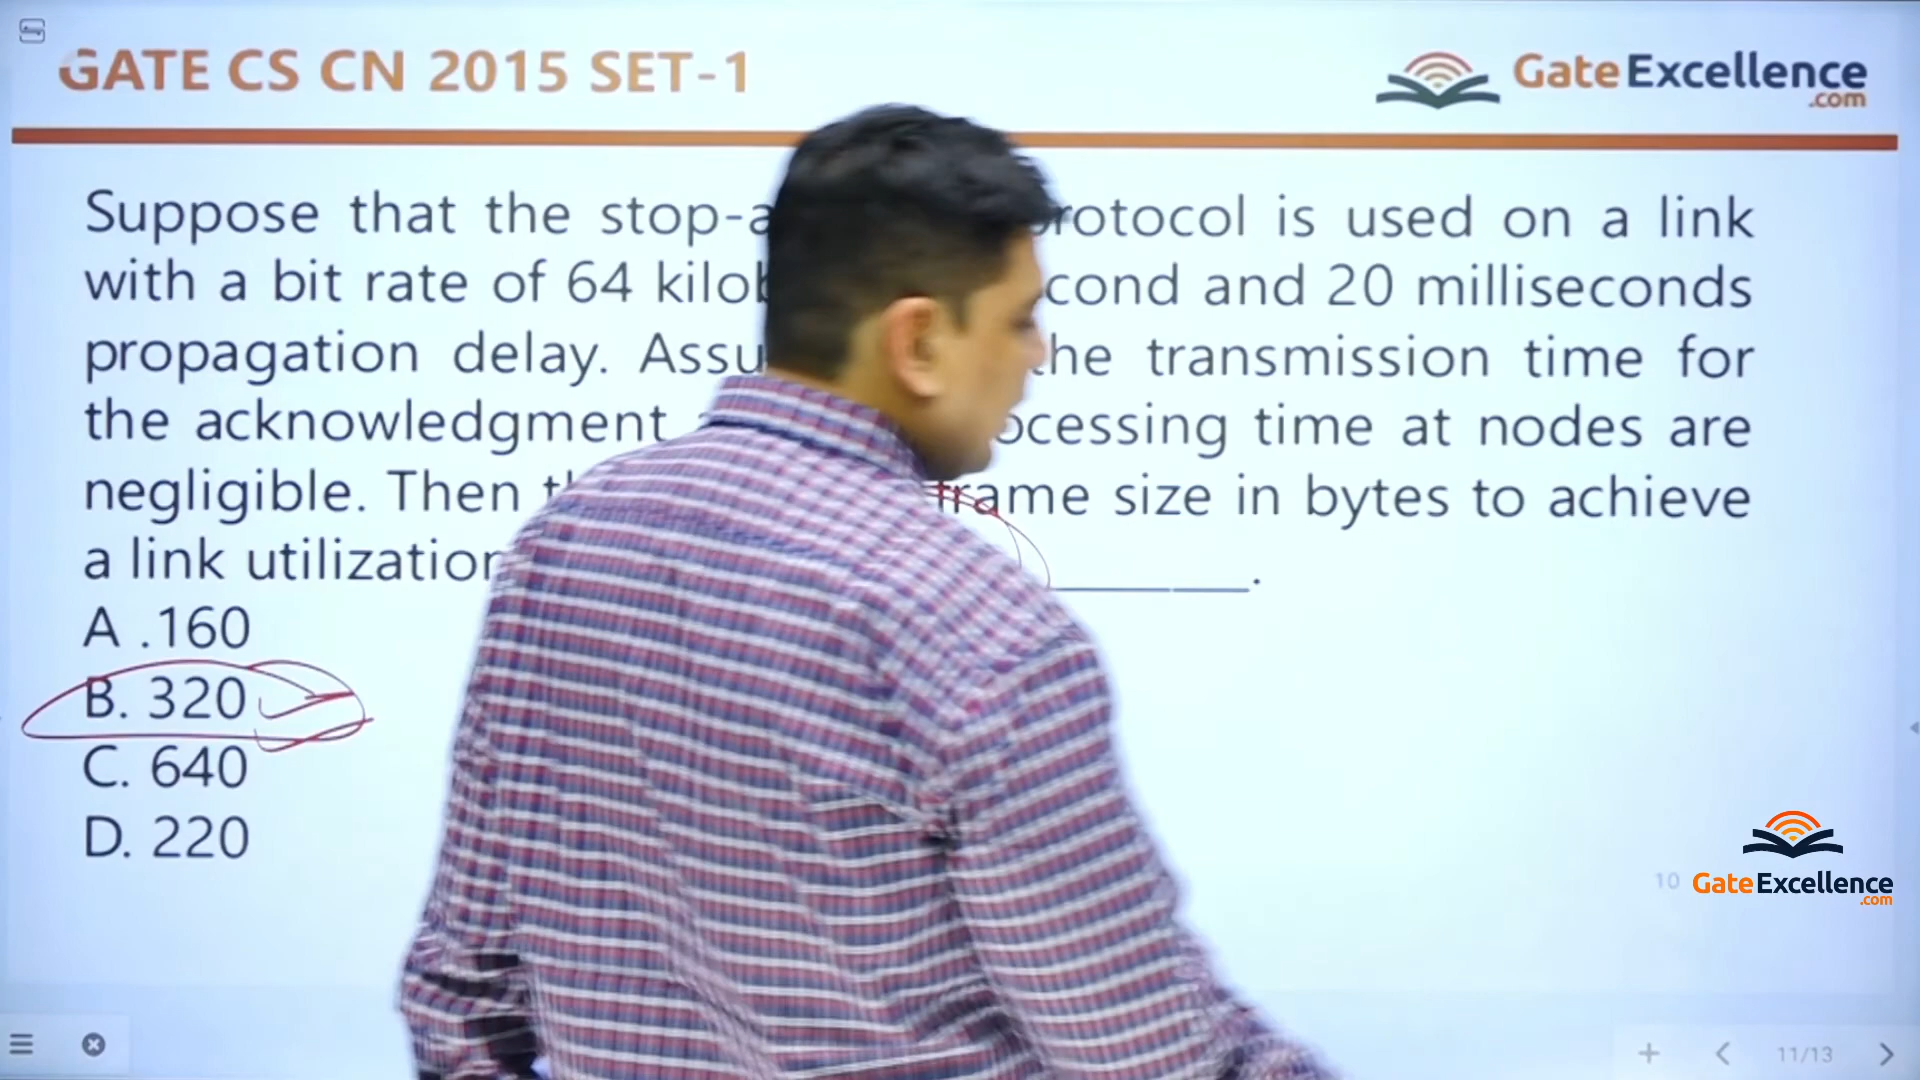 GATE CS CN 2015 SET-1
GateExcellence
.com
Suppose that the stop-a rotocol is used on a link
with a bit rate of 64 kilob cond and 20 milliseconds
propagation delay. Assu he transmission time for
the acknowledgment ocessing time at nodes are
negligible. Then t frame size in bytes to achieve
a link utilization .
A .160
B. 320
C. 640
D. 220
10
GateExcellence
.com
11/13